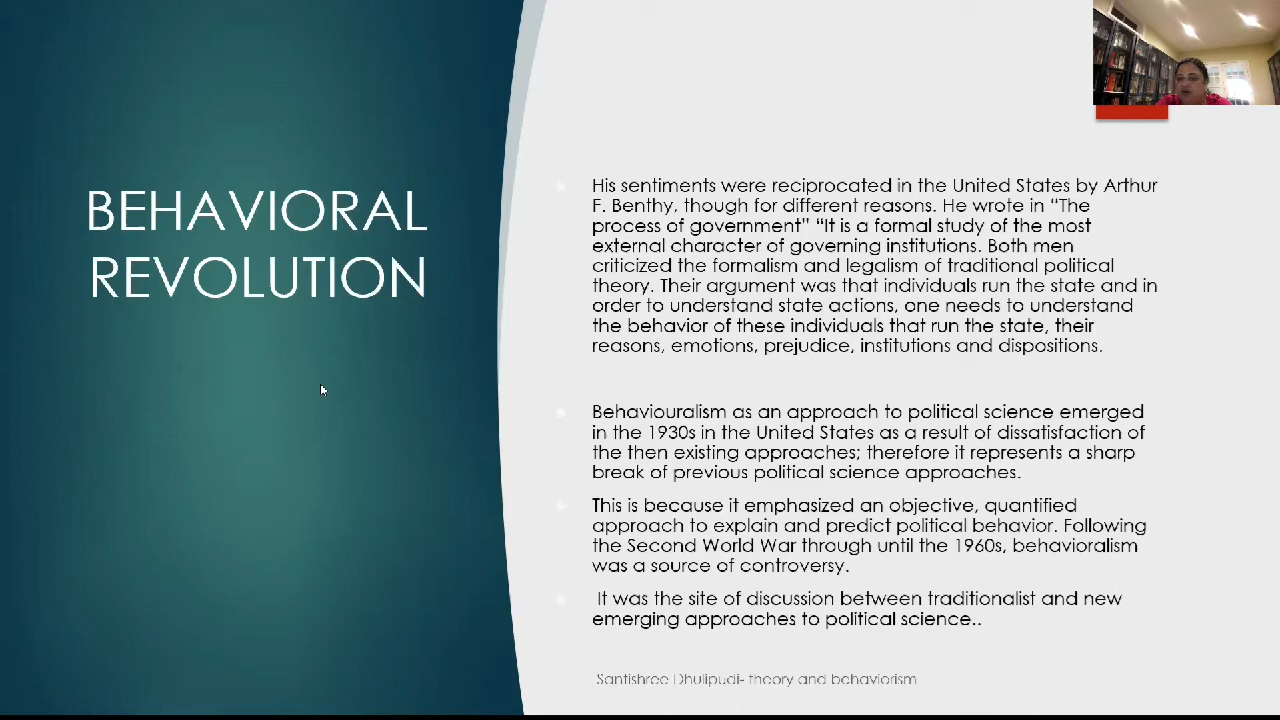 BEHAVIORAL
REVOLUTION
His sentiments were reciprocated in the United States by Arthur
F. Benthy, though for different reasons. He wrote in “The
process of government” “It is a formal study of the most
external character of governing institutions. Both men
criticized the formalism and legalism of traditional political
theory. Their argument was that individuals run the state and in
order to understand state actions, one needs to understand
the behavior of these individuals that run the state, their
reasons, emotions, prejudice, institutions and dispositions.
Behaviouralism as an approach to political science emerged
in the 1930s in the United States as a result of dissatisfaction of
the then existing approaches; therefore it represents a sharp
break of previous political science approaches.
This is because it emphasized an objective, quantified
approach to explain and predict political behavior. Following
the Second World War through until the 1960s, behavioralism
was a source of controversy.
It was the site of discussion between traditionalist and new
emerging approaches to political science..
Santishree Dhulipudi- theory and behaviorism